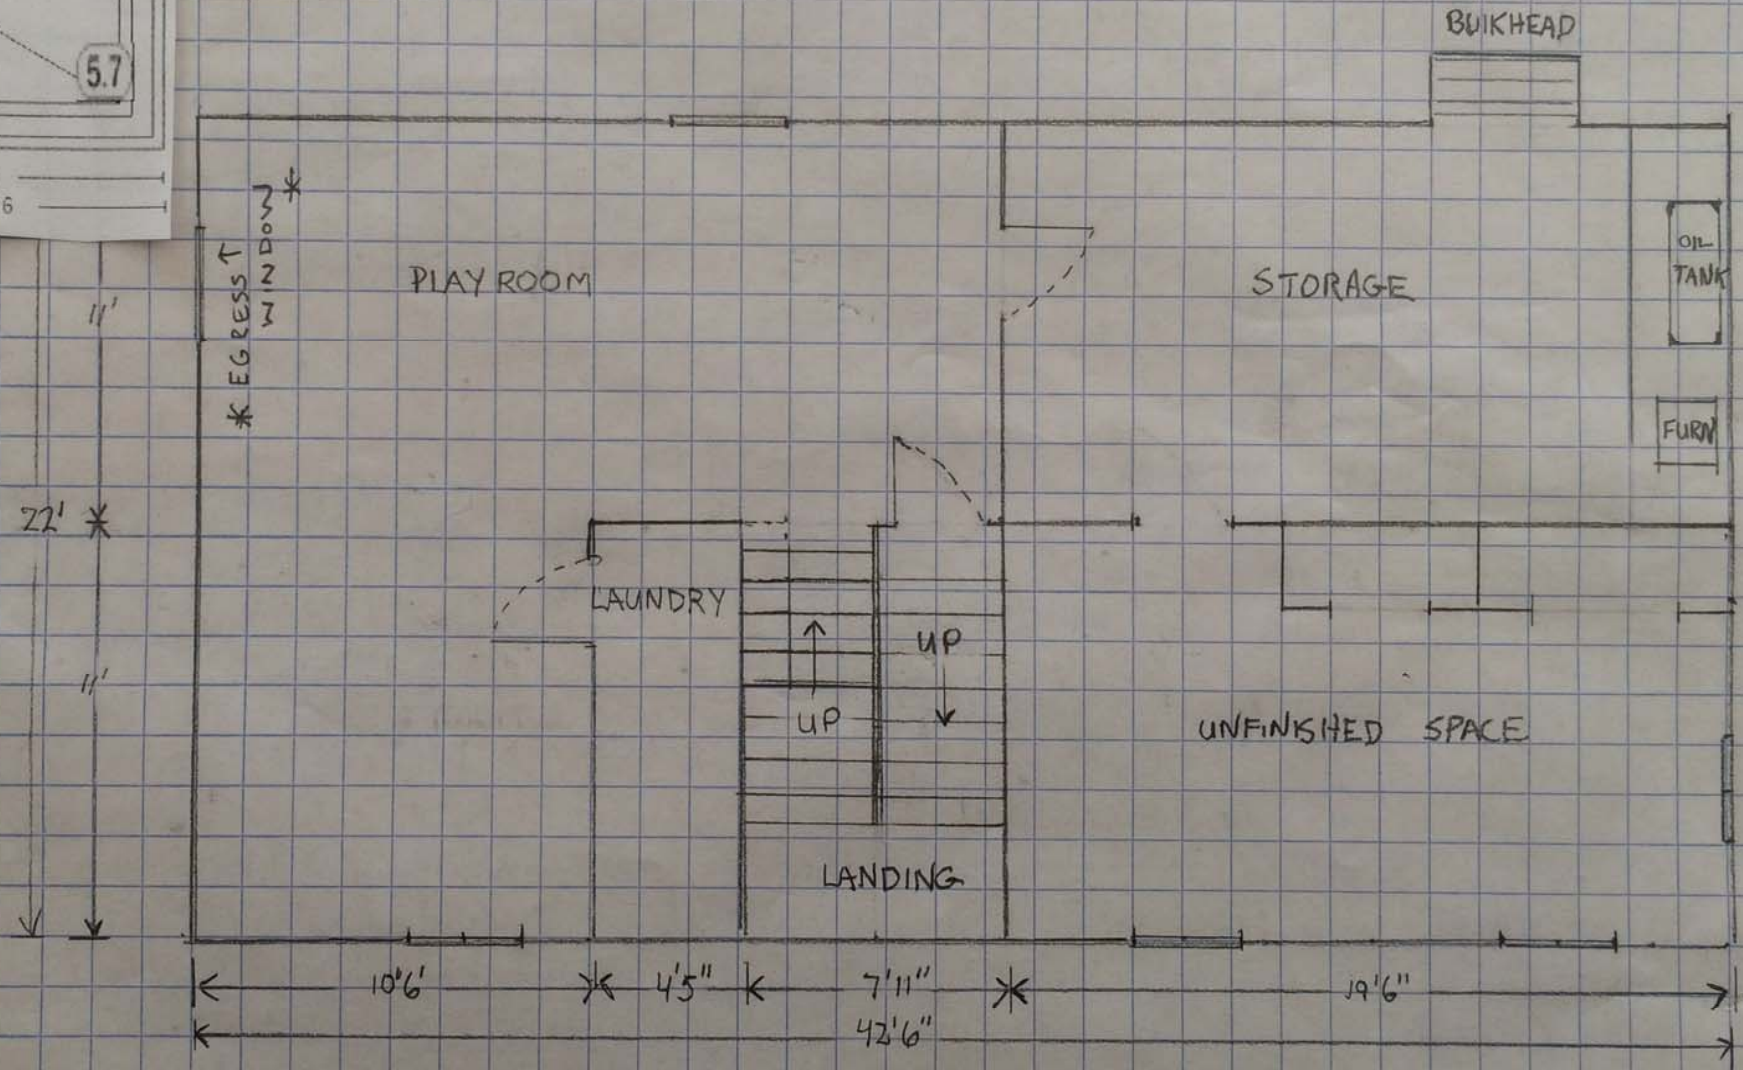 BUIKHEAD
5.7
6
* EGRESS ↑
WINDOW *
PLAY ROOM
STORAGE
OIL
TANK
FURN
11'
22'
11'
LAUNDRY
UP
UP
UNFINISHED SPACE
LANDING
10'6'
4'5"
7'11"
19'6"
42'6"